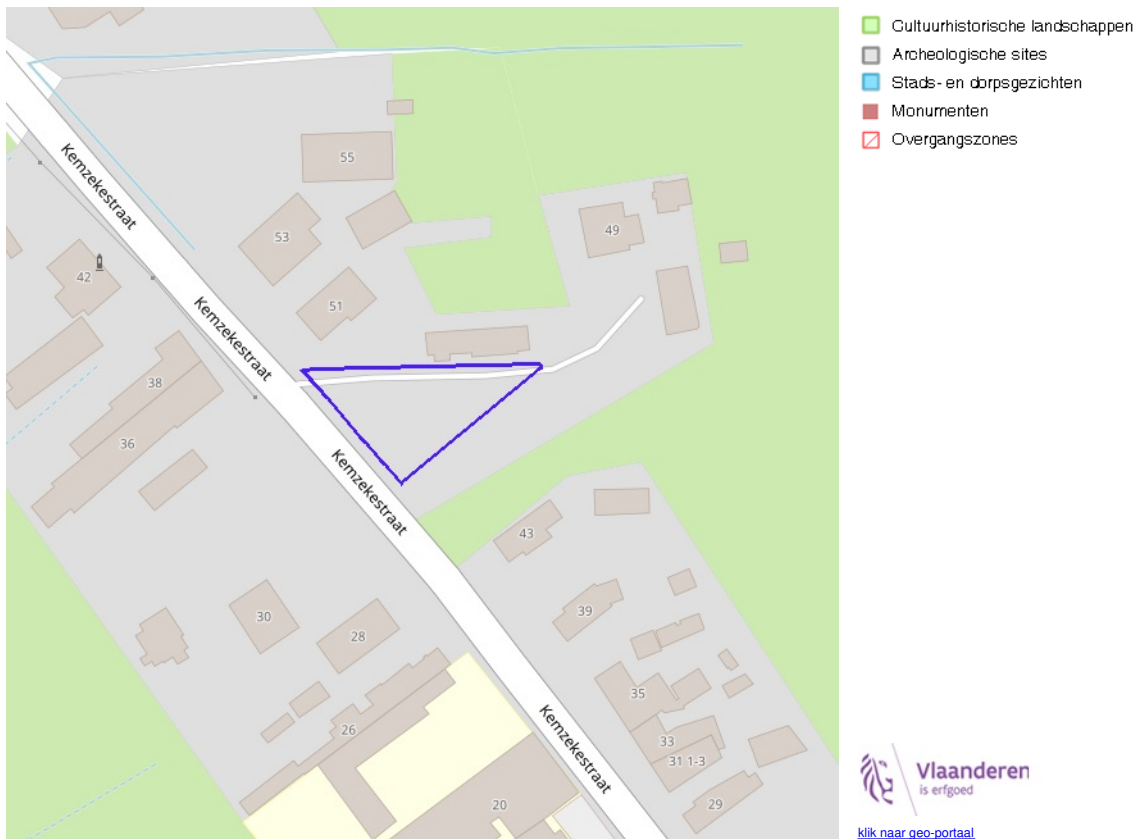 Cultuurhistorische landschappen
Archeologische sites
Stads- en dorpsgezichten
Monumenten
Overgangszones
Kemzekestraat
55
53
49
42
51
Kemzekestraat
38
36
Kemzekestraat
43
39
30
28
35
26
Kemzekestraat
33
31 1-3
20
29
Vlaanderen
is erfgoed
klik naar geo-portaal